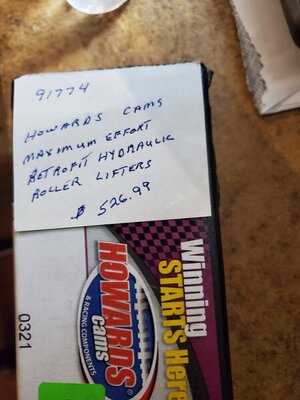 91774
HOWARDS CAMS
MAXIMUM EFFORT
RETROFIT HYDRAULIC
ROLLER LIFTERS
$ 526.99
Winning
STARTS Here
HOWARDS
cams
& RACING COMPONENTS
0321